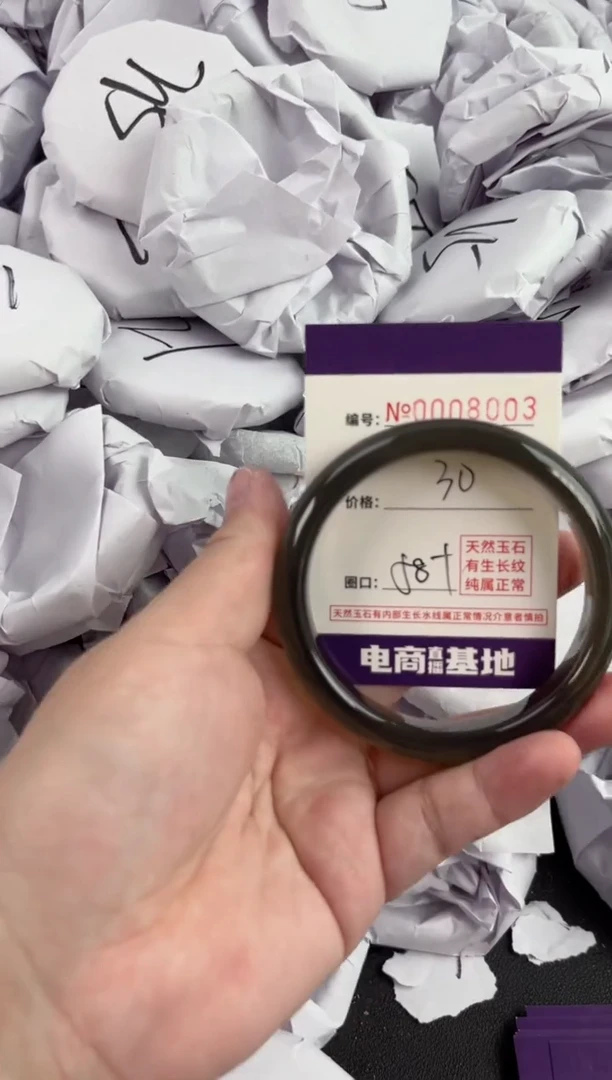 编号: №0008003
价格: 30
圈口: 58+
天然玉石
有生长纹
纯属正常
天然玉石有内部生长水线属正常情况介意者慎拍
电商直播基地